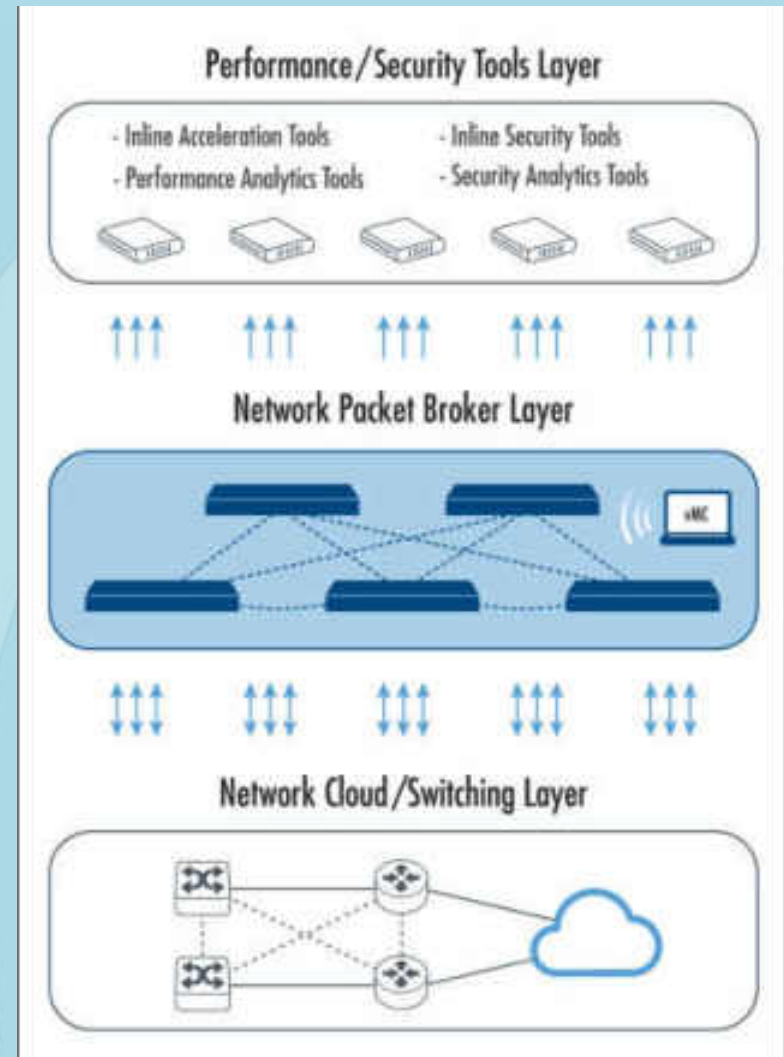 Performance/Security Tools Layer
- Inline Acceleration Tools
- Inline Security Tools
- Performance Analytics Tools
- Security Analytics Tools
Network Packet Broker Layer
vMC
Network Cloud/Switching Layer